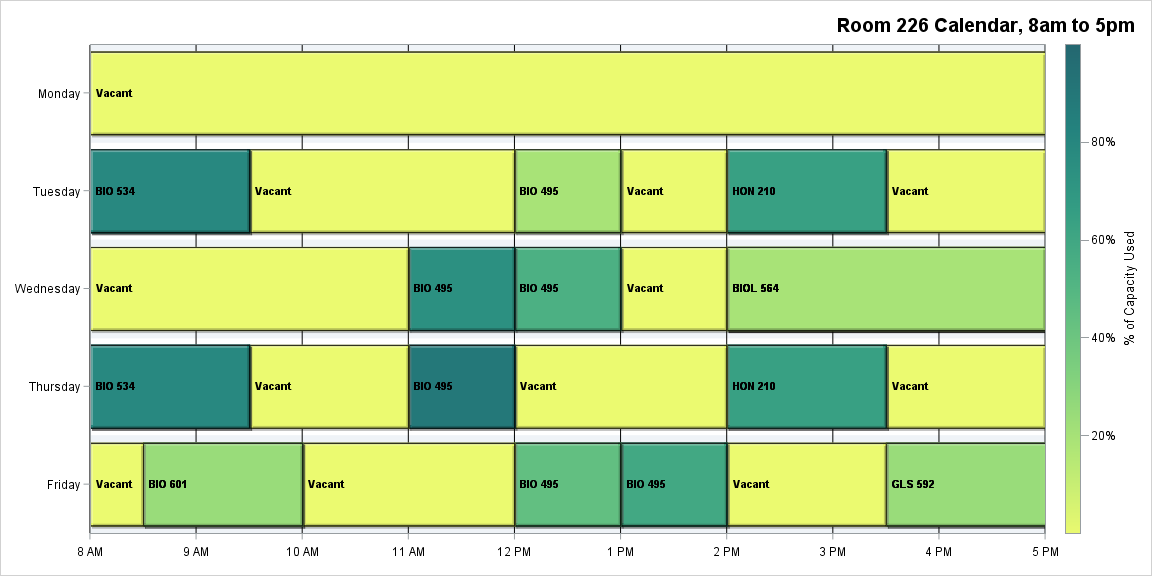 Room 226 Calendar, 8am to 5pm
Monday
Vacant
Tuesday
BIO 534
Vacant
BIO 495
Vacant
HON 210
Vacant
Wednesday
Vacant
BIO 495
BIO 495
Vacant
BIOL 564
Thursday
BIO 534
Vacant
BIO 495
Vacant
HON 210
Vacant
Friday
Vacant
BIO 601
Vacant
BIO 495
BIO 495
Vacant
GLS 592
8 AM
9 AM
10 AM
11 AM
12 PM
1 PM
2 PM
3 PM
4 PM
5 PM
80%
60%
40%
20%
% of Capacity Used